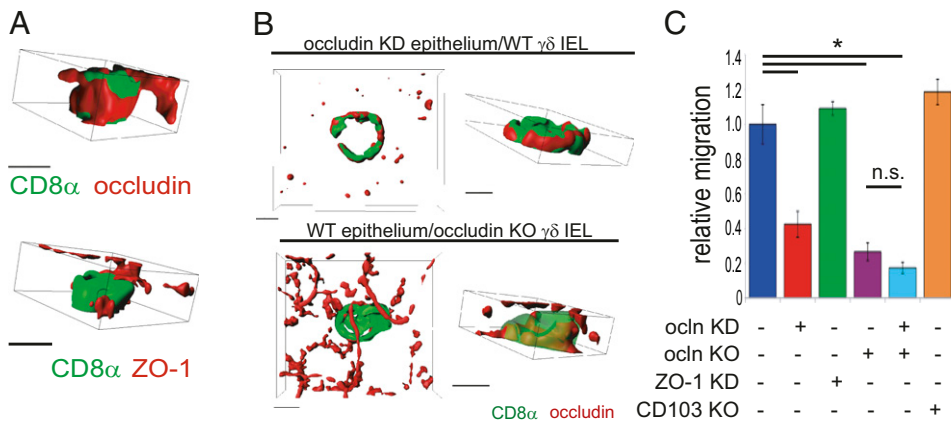 A
CD8α occludin
CD8α ZO-1
B
occludin KD epithelium/WT γδ IEL
WT epithelium/occludin KO γδ IEL
CD8α occludin
C
relative migration
1.4
1.2
1.0
0.8
0.6
0.4
0.2
0
*
n.s.
ocln KD - + - - + -
ocln KO - - - + + -
ZO-1 KD - - + - - -
CD103 KO - - - - - +